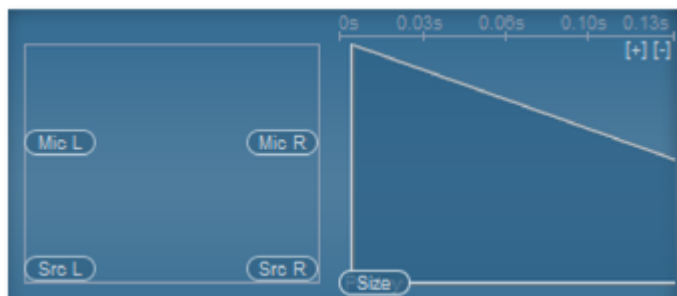 0s 0.03s 0.06s 0.10s 0.13s
[+] [-]
Mic L Mic R
Src L Src R
Size